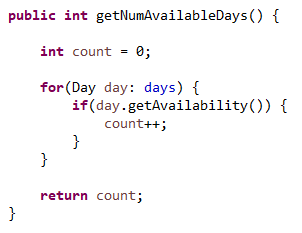 public int getNumAvailableDays() {
int count = 0;
for(Day day: days) {
if(day.getAvailability()) {
count++;
}
}
return count;
}